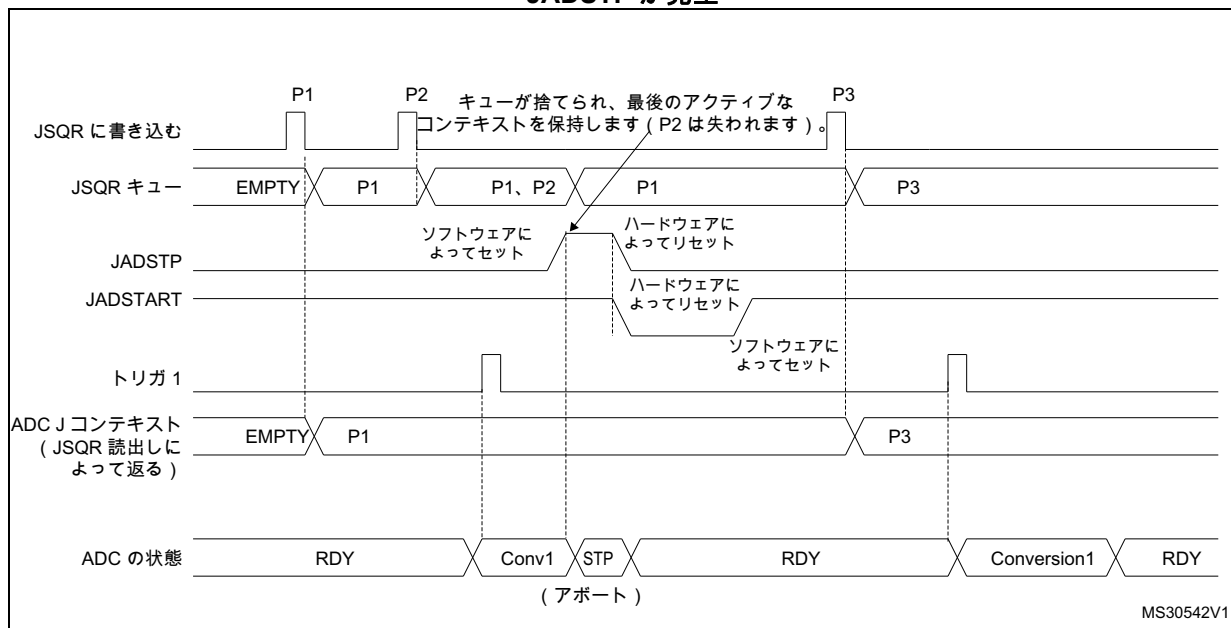 P1
P2
キューが捨てられ、最後のアクティブな
コンテキストを保持します ( P2 は失われます ) 。
P3
JSQR に書き込む
JSQR キュー
EMPTY
P1
P1、P2
P1
P3
ソフトウェアに
よってセット
ハードウェアに
よってリセット
JADSTP
JADSTART
ハードウェアに
よってリセット
ソフトウェアに
よってセット
トリガ 1
ADC J コンテキスト
( JSQR 読出しに
よって返る )
EMPTY
P1
P3
ADC の状態
RDY
Conv1
STP
RDY
Conversion1
RDY
( アボート )
MS30542V1